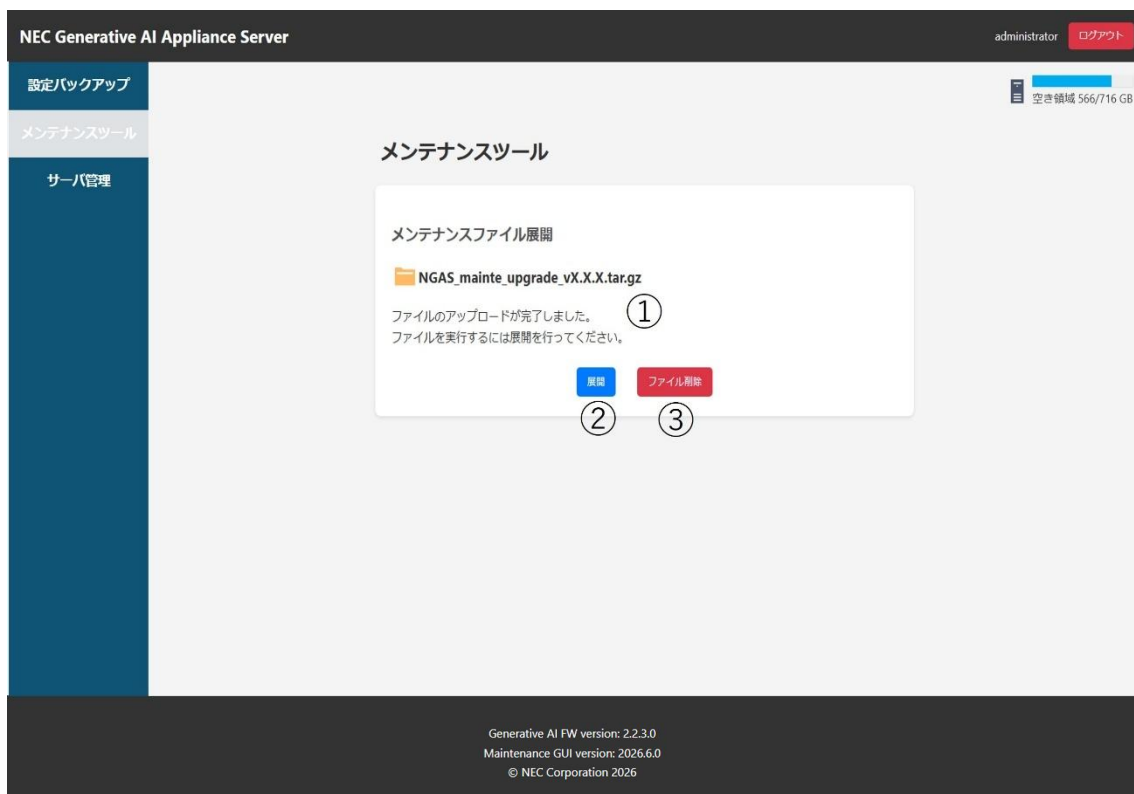 NEC Generative AI Appliance Server
administrator
ログアウト
設定バックアップ
メンテナンスツール
サーバ管理
空き領域 566/716 GB
メンテナンスツール
メンテナンスファイル展開
NGAS_mainte_upgrade_vX.X.X.tar.gz
ファイルのアップロードが完了しました。
ファイルを実行するには展開を行ってください。
①
展開
ファイル削除
②
③
Generative AI FW version: 2.2.3.0
Maintenance GUI version: 2026.6.0
© NEC Corporation 2026